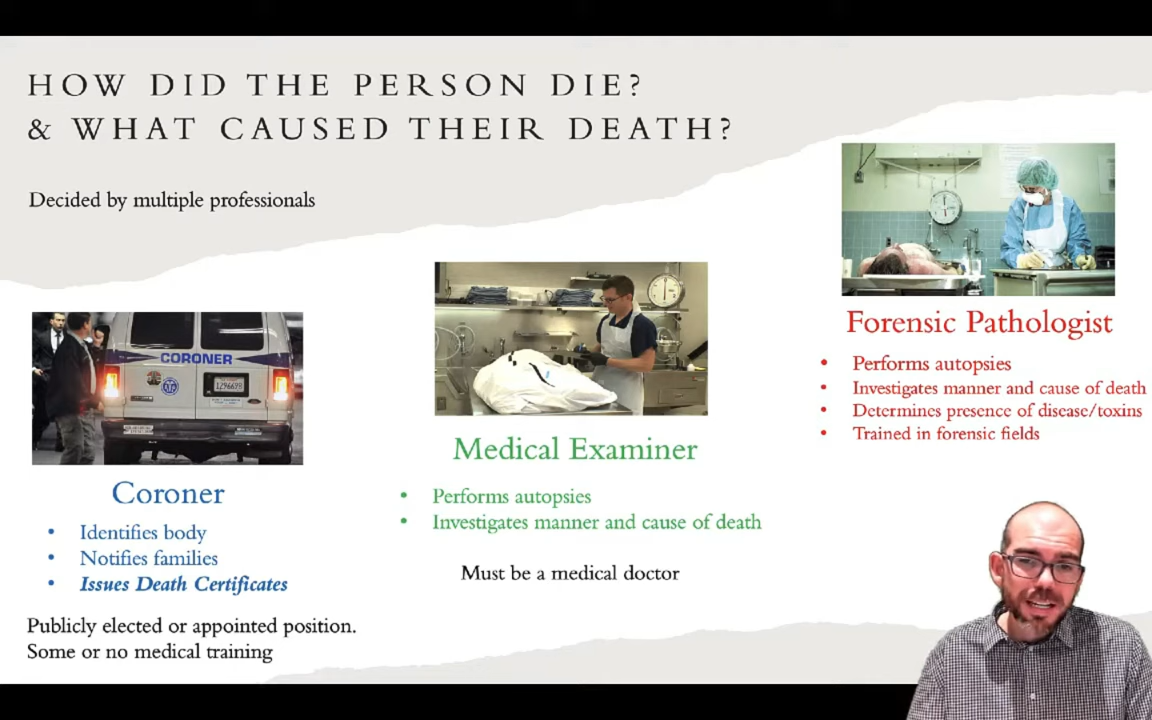 HOW DID THE PERSON DIE?
& WHAT CAUSED THEIR DEATH?
Decided by multiple professionals
CORONER
1296698
Coroner
• Identifies body
• Notifies families
• Issues Death Certificates
Publicly elected or appointed position.
Some or no medical training
Medical Examiner
• Performs autopsies
• Investigates manner and cause of death
Must be a medical doctor
Forensic Pathologist
• Performs autopsies
• Investigates manner and cause of death
• Determines presence of disease/toxins
• Trained in forensic fields